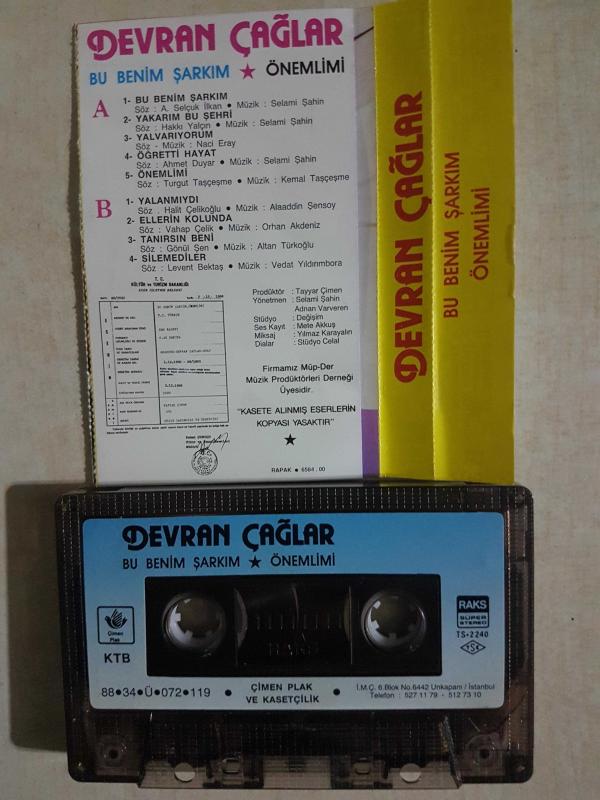 DEVRAN ÇAĞLAR
BU BENİM ŞARKIM ★ ÖNEMLİMİ
A
1- BU BENİM ŞARKIM
Söz : A. Selçuk İlkan ● Müzik : Selami Şahin
2- YAKARIM BU ŞEHRİ
Söz : Hakkı Yalçın ● Müzik : Selami Şahin
3- YALVARIYORUM
Söz - Müzik : Naci Eray
4- ÖĞRETTİ HAYAT
Söz : Ahmet Duyar ● Müzik : Selami Şahin
5- ÖNEMLİMİ
Söz : Turgut Taşçeşme ● Müzik : Kemal Taşçeşme
B
1- YALANMIYDI
Söz . Halit Çelikoğlu ● Müzik : Alaaddin Şensoy
2- ELLERİN KOLUNDA
Söz : Vahap Çelik ● Müzik : Orhan Akdeniz
3- TANIRSIN BENİ
Söz : Gönül Şen ● Müzik : Altan Türkoğlu
4- SİLEMEDİLER
Söz : Levent Bektaş ● Müzik : Vedat Yıldırımbora
T. C.
KÜLTÜR ve TURİZM BAKANLIĞI
Prodüktör : Tayyar Çimen
Yönetmen : Selami Şahin
Adnan Varveren
Stüdyo : Değişim
Ses Kayıt : Mete Akkuş
Miksaj : Yılmaz Karayalın
Dialar : Stüdyo Celal
Firmamız Müp-Der
Müzik Prodüktörleri Derneği
Üyesidir.
"KASETE ALINMIŞ ESERLERİN
KOPYASI YASAKTIR"
★
RAPAK ● 6564.00
DEVRAN ÇAĞLAR
BU BENİM ŞARKIM
ÖNEMLİMİ
DEVRAN ÇAĞLAR
BU BENİM ŞARKIM ★ ÖNEMLİMİ
Çimen
Plak
KTB
RAKS
SÜPER
STEREO
TS●2240
TSE
88●34●Ü●072●119
● ÇİMEN PLAK ●
VE KASETÇİLİK
İ.M.Ç. 6.Blok No.6442 Unkapanı / İstanbul
Telefon : 527 11 79 - 512 73 10